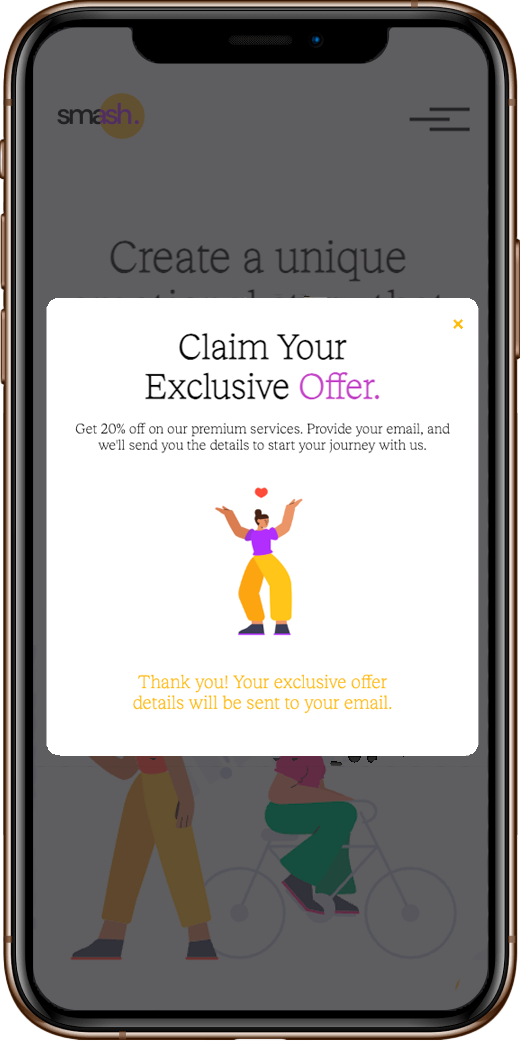 smash.
Create a unique
Claim Your
Exclusive Offer.
Get 20% off on our premium services. Provide your email, and
we'll send you the details to start your journey with us.
Thank you! Your exclusive offer
details will be sent to your email.